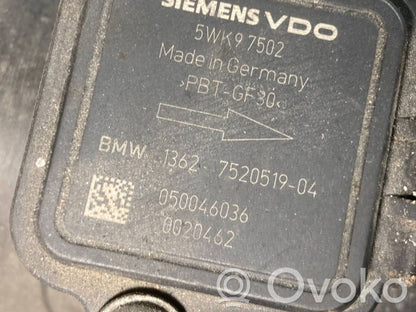 SIEMENS VDO
5WK9 7502
Made in Germany
>PBT-GF30<
BMW 1362- 7520519-04
050046036
0020462
Ovoko